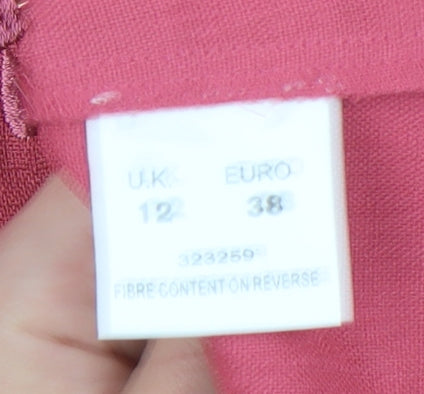 U.K. EURO
12 38
323259
FIBRE CONTENT ON REVERSE